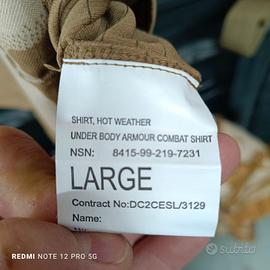 SHIRT, HOT WEATHER
UNDER BODY ARMOUR COMBAT SHIRT
NSN: 8415-99-219-7231
LARGE
Contract No:DC2CESL/3129
Name:
REDMI NOTE 12 PRO 5G
subito